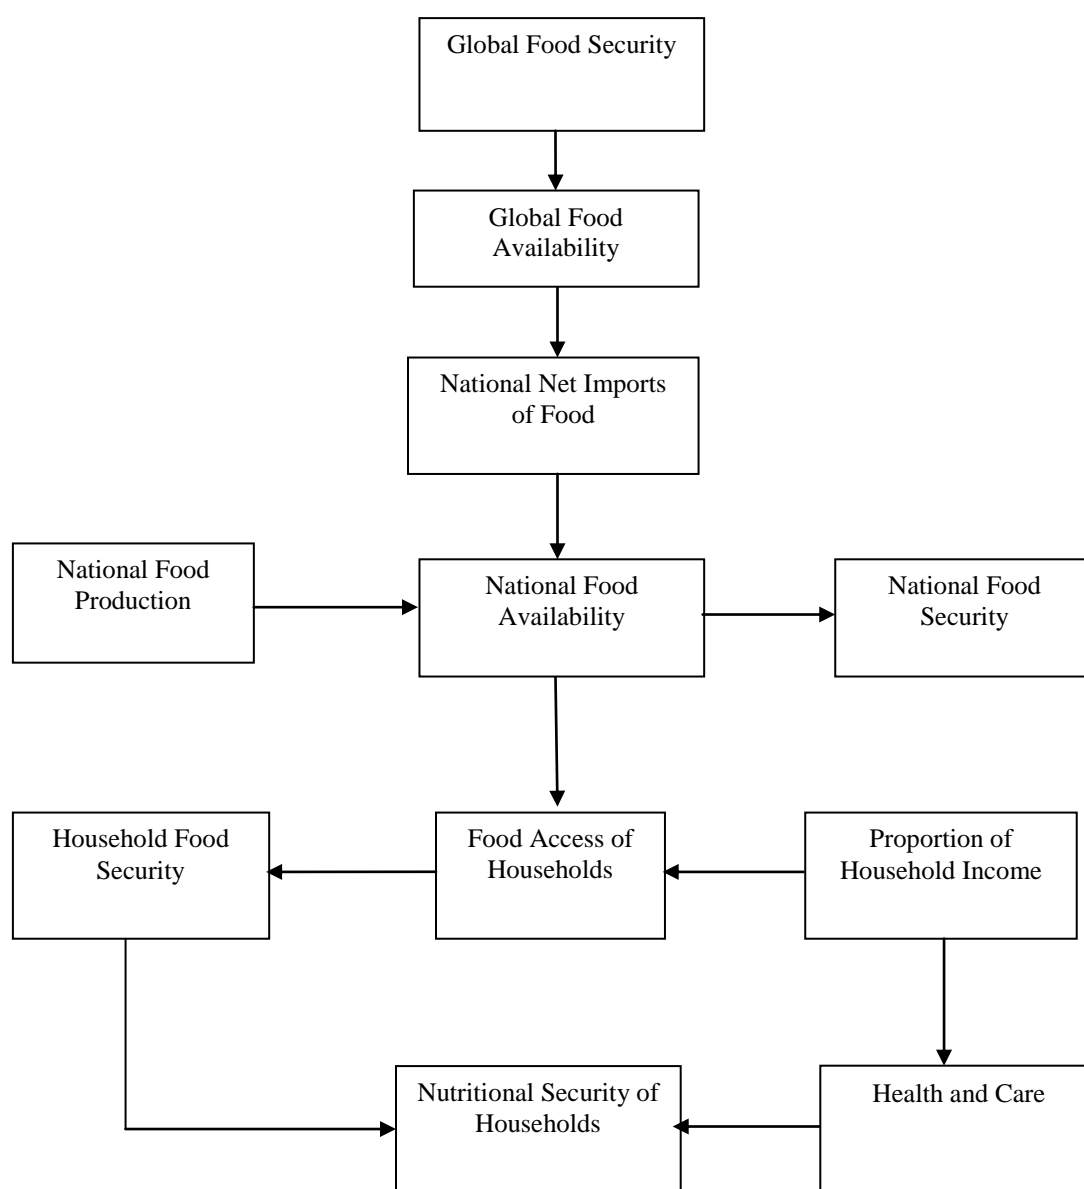 Global Food Security
Global Food
Availability
National Net Imports
of Food
National Food
Production
National Food
Availability
National Food
Security
Household Food
Security
Food Access of
Households
Proportion of
Household Income
Nutritional Security of
Households
Health and Care